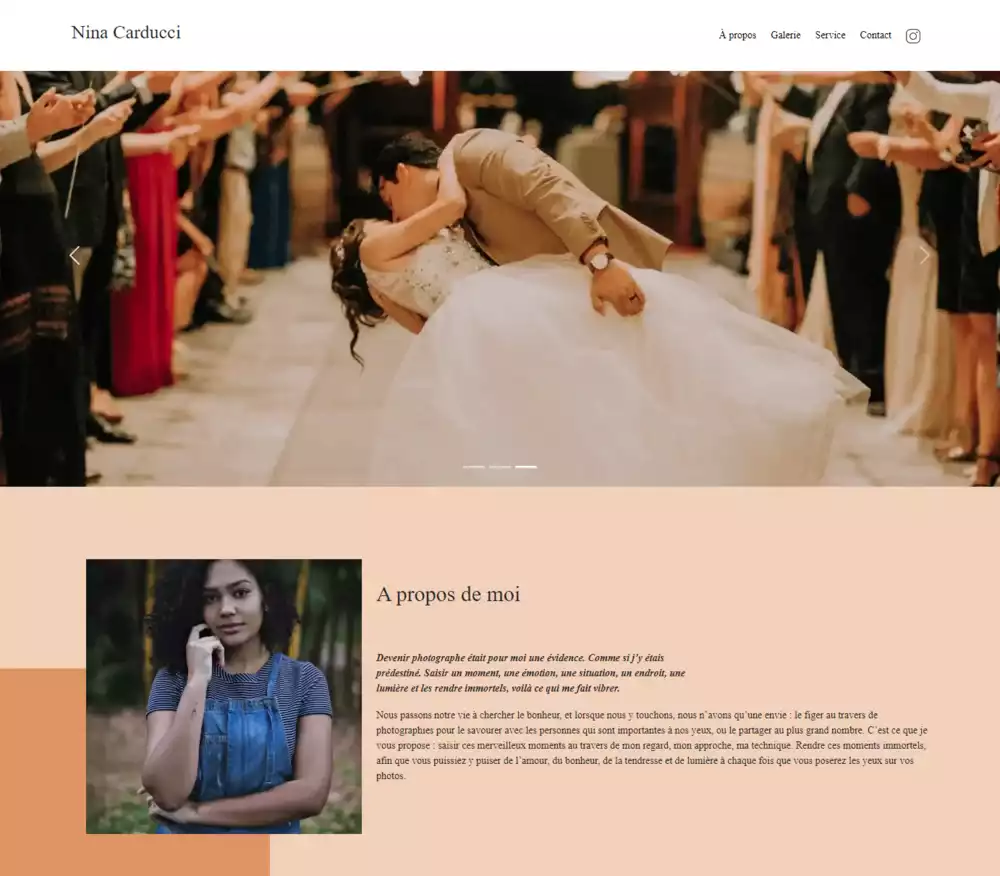 Nina Carducci
À propos Galerie Service Contact
A propos de moi
Devenir photographe était pour moi une évidence. Comme si j'y étais
prédestiné. Saisir un moment, une émotion, une situation, un endroit, une
lumière et les rendre immortels, voilà ce qui me fait vibrer.
Nous passons notre vie à chercher le bonheur, et lorsque nous y touchons, nous n'avons qu'une envie : le figer au travers de
photographies pour le savourer avec les personnes qui sont importantes à nos yeux, ou le partager au plus grand nombre. C'est ce que je
vous propose : saisir ces merveilleux moments au travers de mon regard, mon approche, ma technique. Rendre ces moments immortels,
afin que vous puissiez y puiser de l'amour, du bonheur, de la tendresse et de lumière à chaque fois que vous poserez les yeux sur vos
photos.